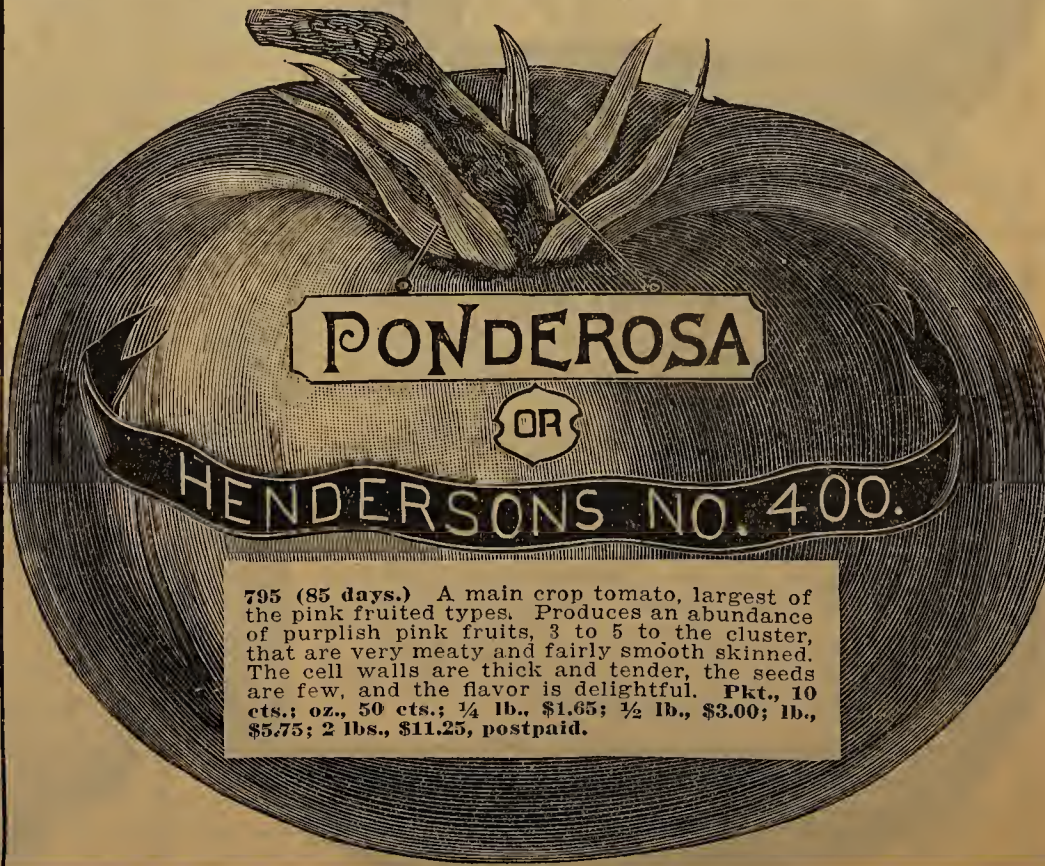 PONDEROSA
OR
HENDERSONS NO. 400.
795 (85 days.) A main crop tomato, largest of
the pink fruited types. Produces an abundance
of purplish pink fruits, 3 to 5 to the cluster,
that are very meaty and fairly smooth skinned.
The cell walls are thick and tender, the seeds
are few, and the flavor is delightful. Pkt., 10
cts.; oz., 50 cts.; ¼ lb., $1.65; ½ lb., $3.00; lb.,
$5.75; 2 lbs., $11.25, postpaid.